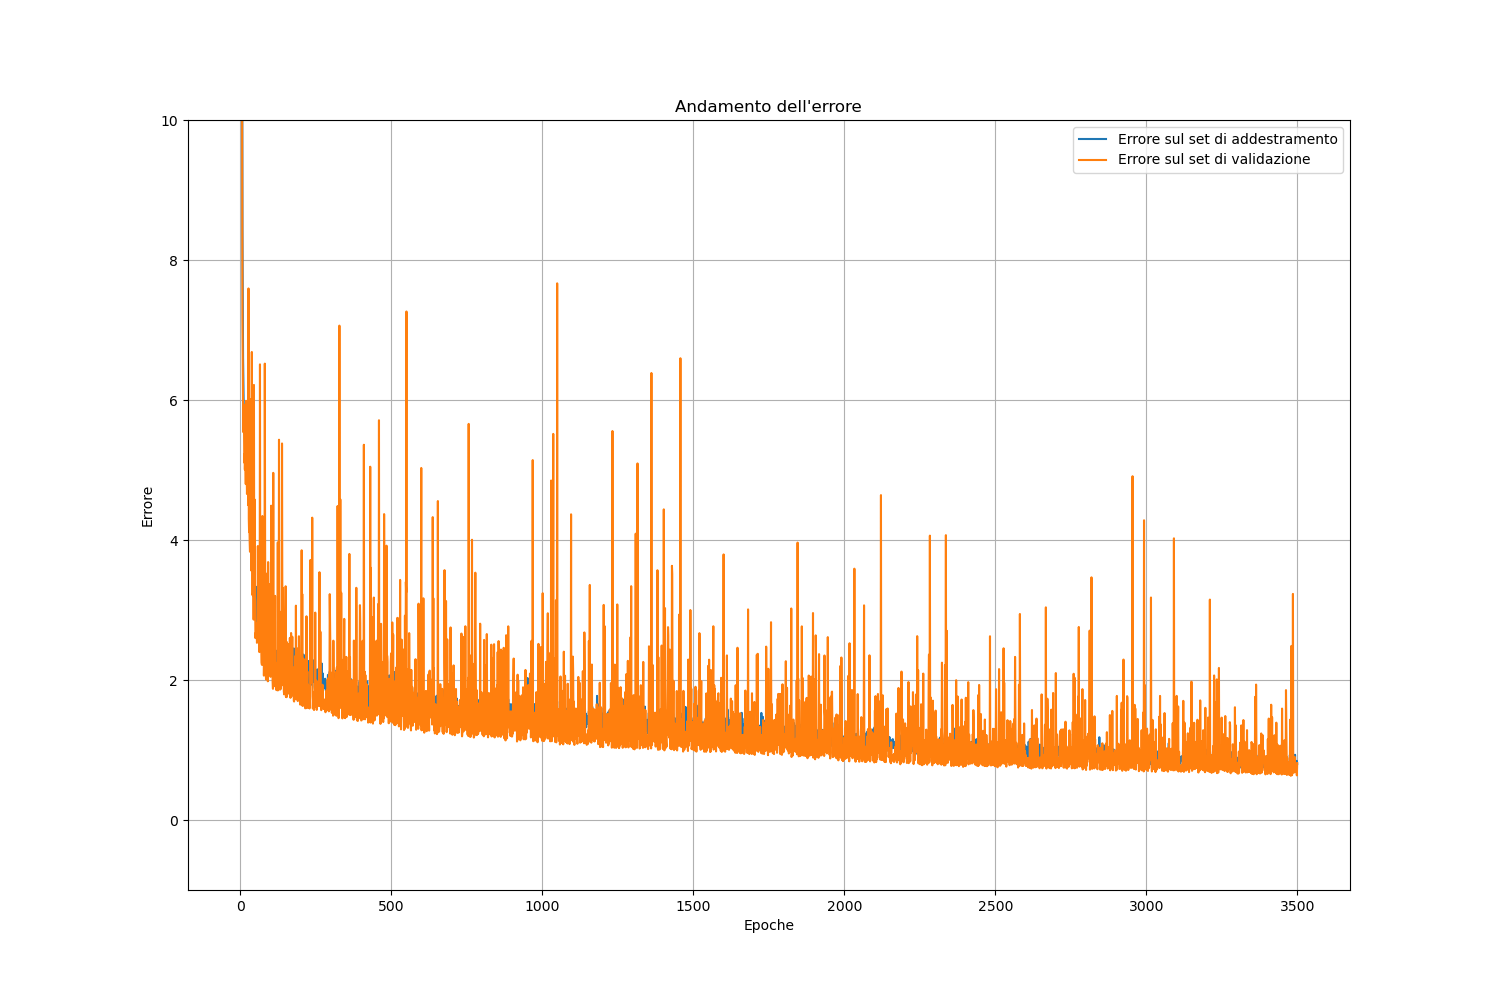 Andamento dell'errore
Errore sul set di addestramento
Errore sul set di validazione
10
8
6
4
2
0
Errore
0 500 1000 1500 2000 2500 3000 3500
Epoche